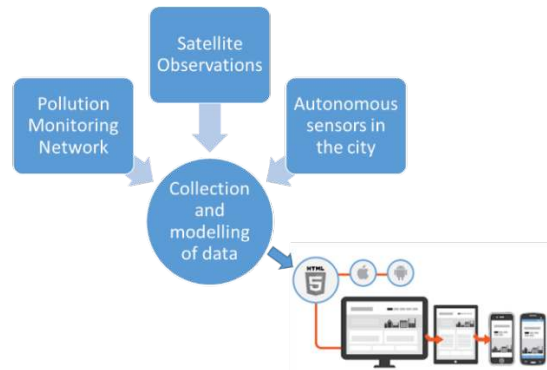 Satellite
Observations
Pollution
Monitoring
Network
Autonomous
sensors in
the city
Collection
and
modelling
of data
HTML
5